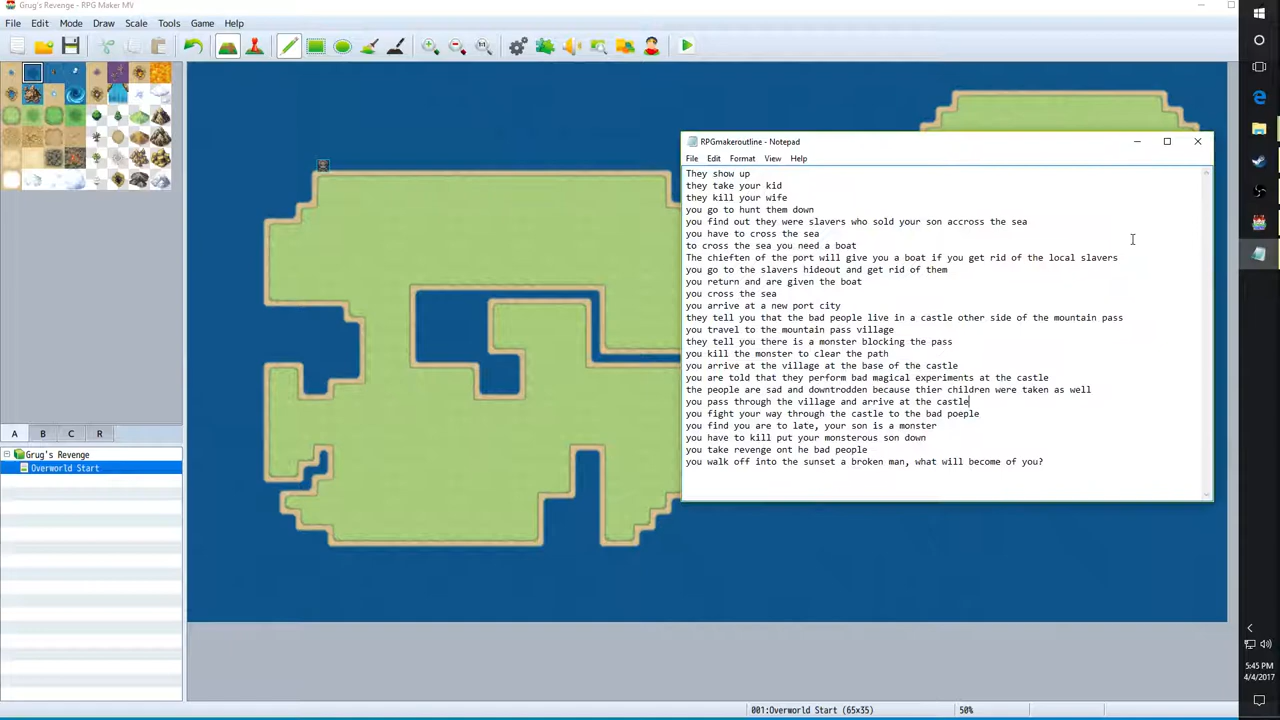 Grug's Revenge - RPG Maker MV
File Edit Mode Draw Scale Tools Game Help
RPGmakeroutline - Notepad
File Edit Format View Help
They show up
they take your kid
they kill your wife
you go to hunt them down
you find out they were slavers who sold your son accross the sea
you have to cross the sea
to cross the sea you need a boat
The chieften of the port will give you a boat if you get rid of the local slavers
you go to the slavers hideout and get rid of them
you return and are given the boat
you cross the sea
you arrive at a new port city
they tell you that the bad people live in a castle other side of the mountain pass
you travel to the mountain pass village
they tell you there is a monster blocking the pass
you kill the monster to clear the path
you arrive at the village at the base of the castle
you are told that they perform bad magical experiments at the castle
the people are sad and downtrodden because thier children were taken as well
you pass through the village and arrive at the castle
you fight your way through the castle to the bad poeple
you find you are to late, your son is a monster
you have to kill put your monsterous son down
you take revenge ont he bad people
you walk off into the sunset a broken man, what will become of you?
A B C R
Grug's Revenge
Overworld Start
001:Overworld Start (65x35) 50%
5:45 PM
4/4/2017